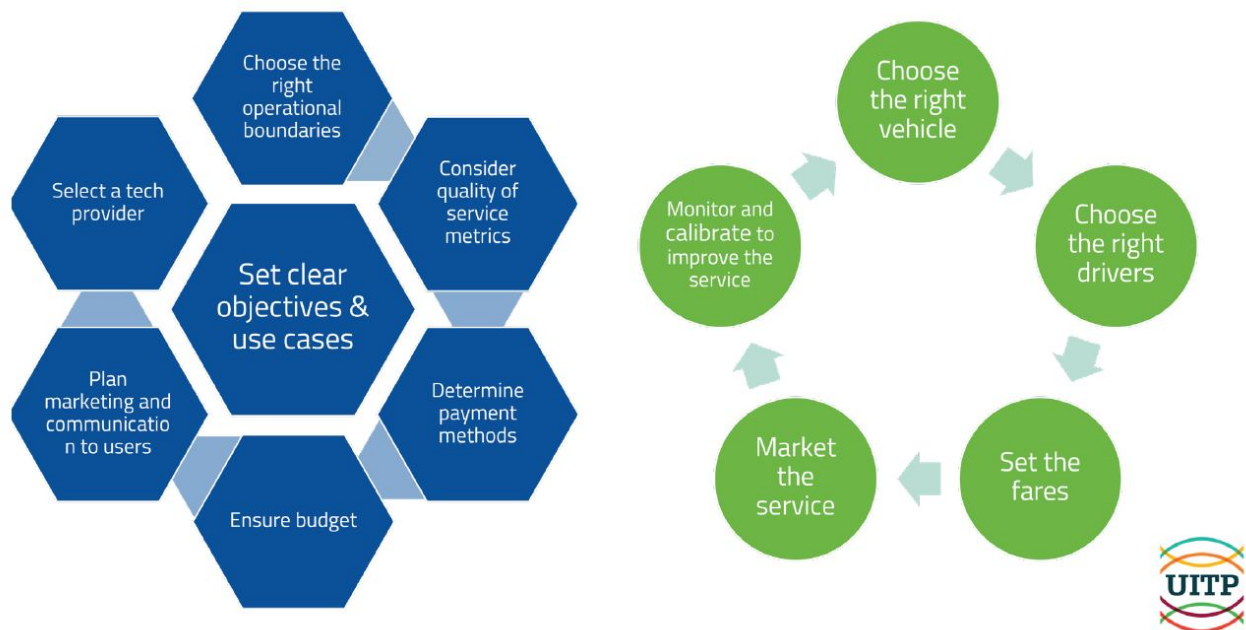 Choose the
right
operational
boundaries
Consider
quality of
service
metrics
Determine
payment
methods
Ensure budget
Plan
marketing and
communicatio
n to users
Select a tech
provider
Set clear
objectives &
use cases
Choose
the right
vehicle
Choose
the right
drivers
Set the
fares
Market
the
service
Monitor and
calibrate to
improve the
service
UITP